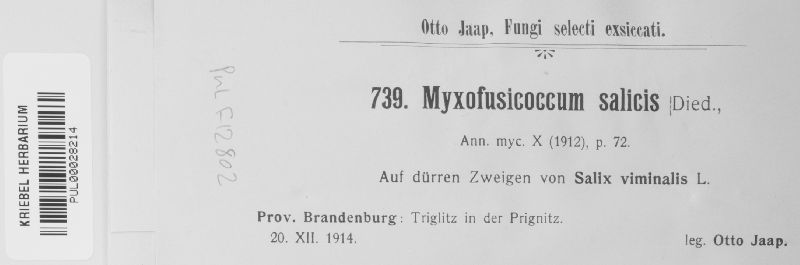 Otto Jaap, Fungi selecti exsiccati.
739. Myxofusicoccum salicis Died.,
Ann. myc. X (1912), p. 72.
Auf dürren Zweigen von Salix viminalis L.
Prov. Brandenburg: Triglitz in der Prignitz.
20. XII. 1914.
leg. Otto Jaap.
KRIEBEL HERBARIUM
PUL00028214
PUL F12802